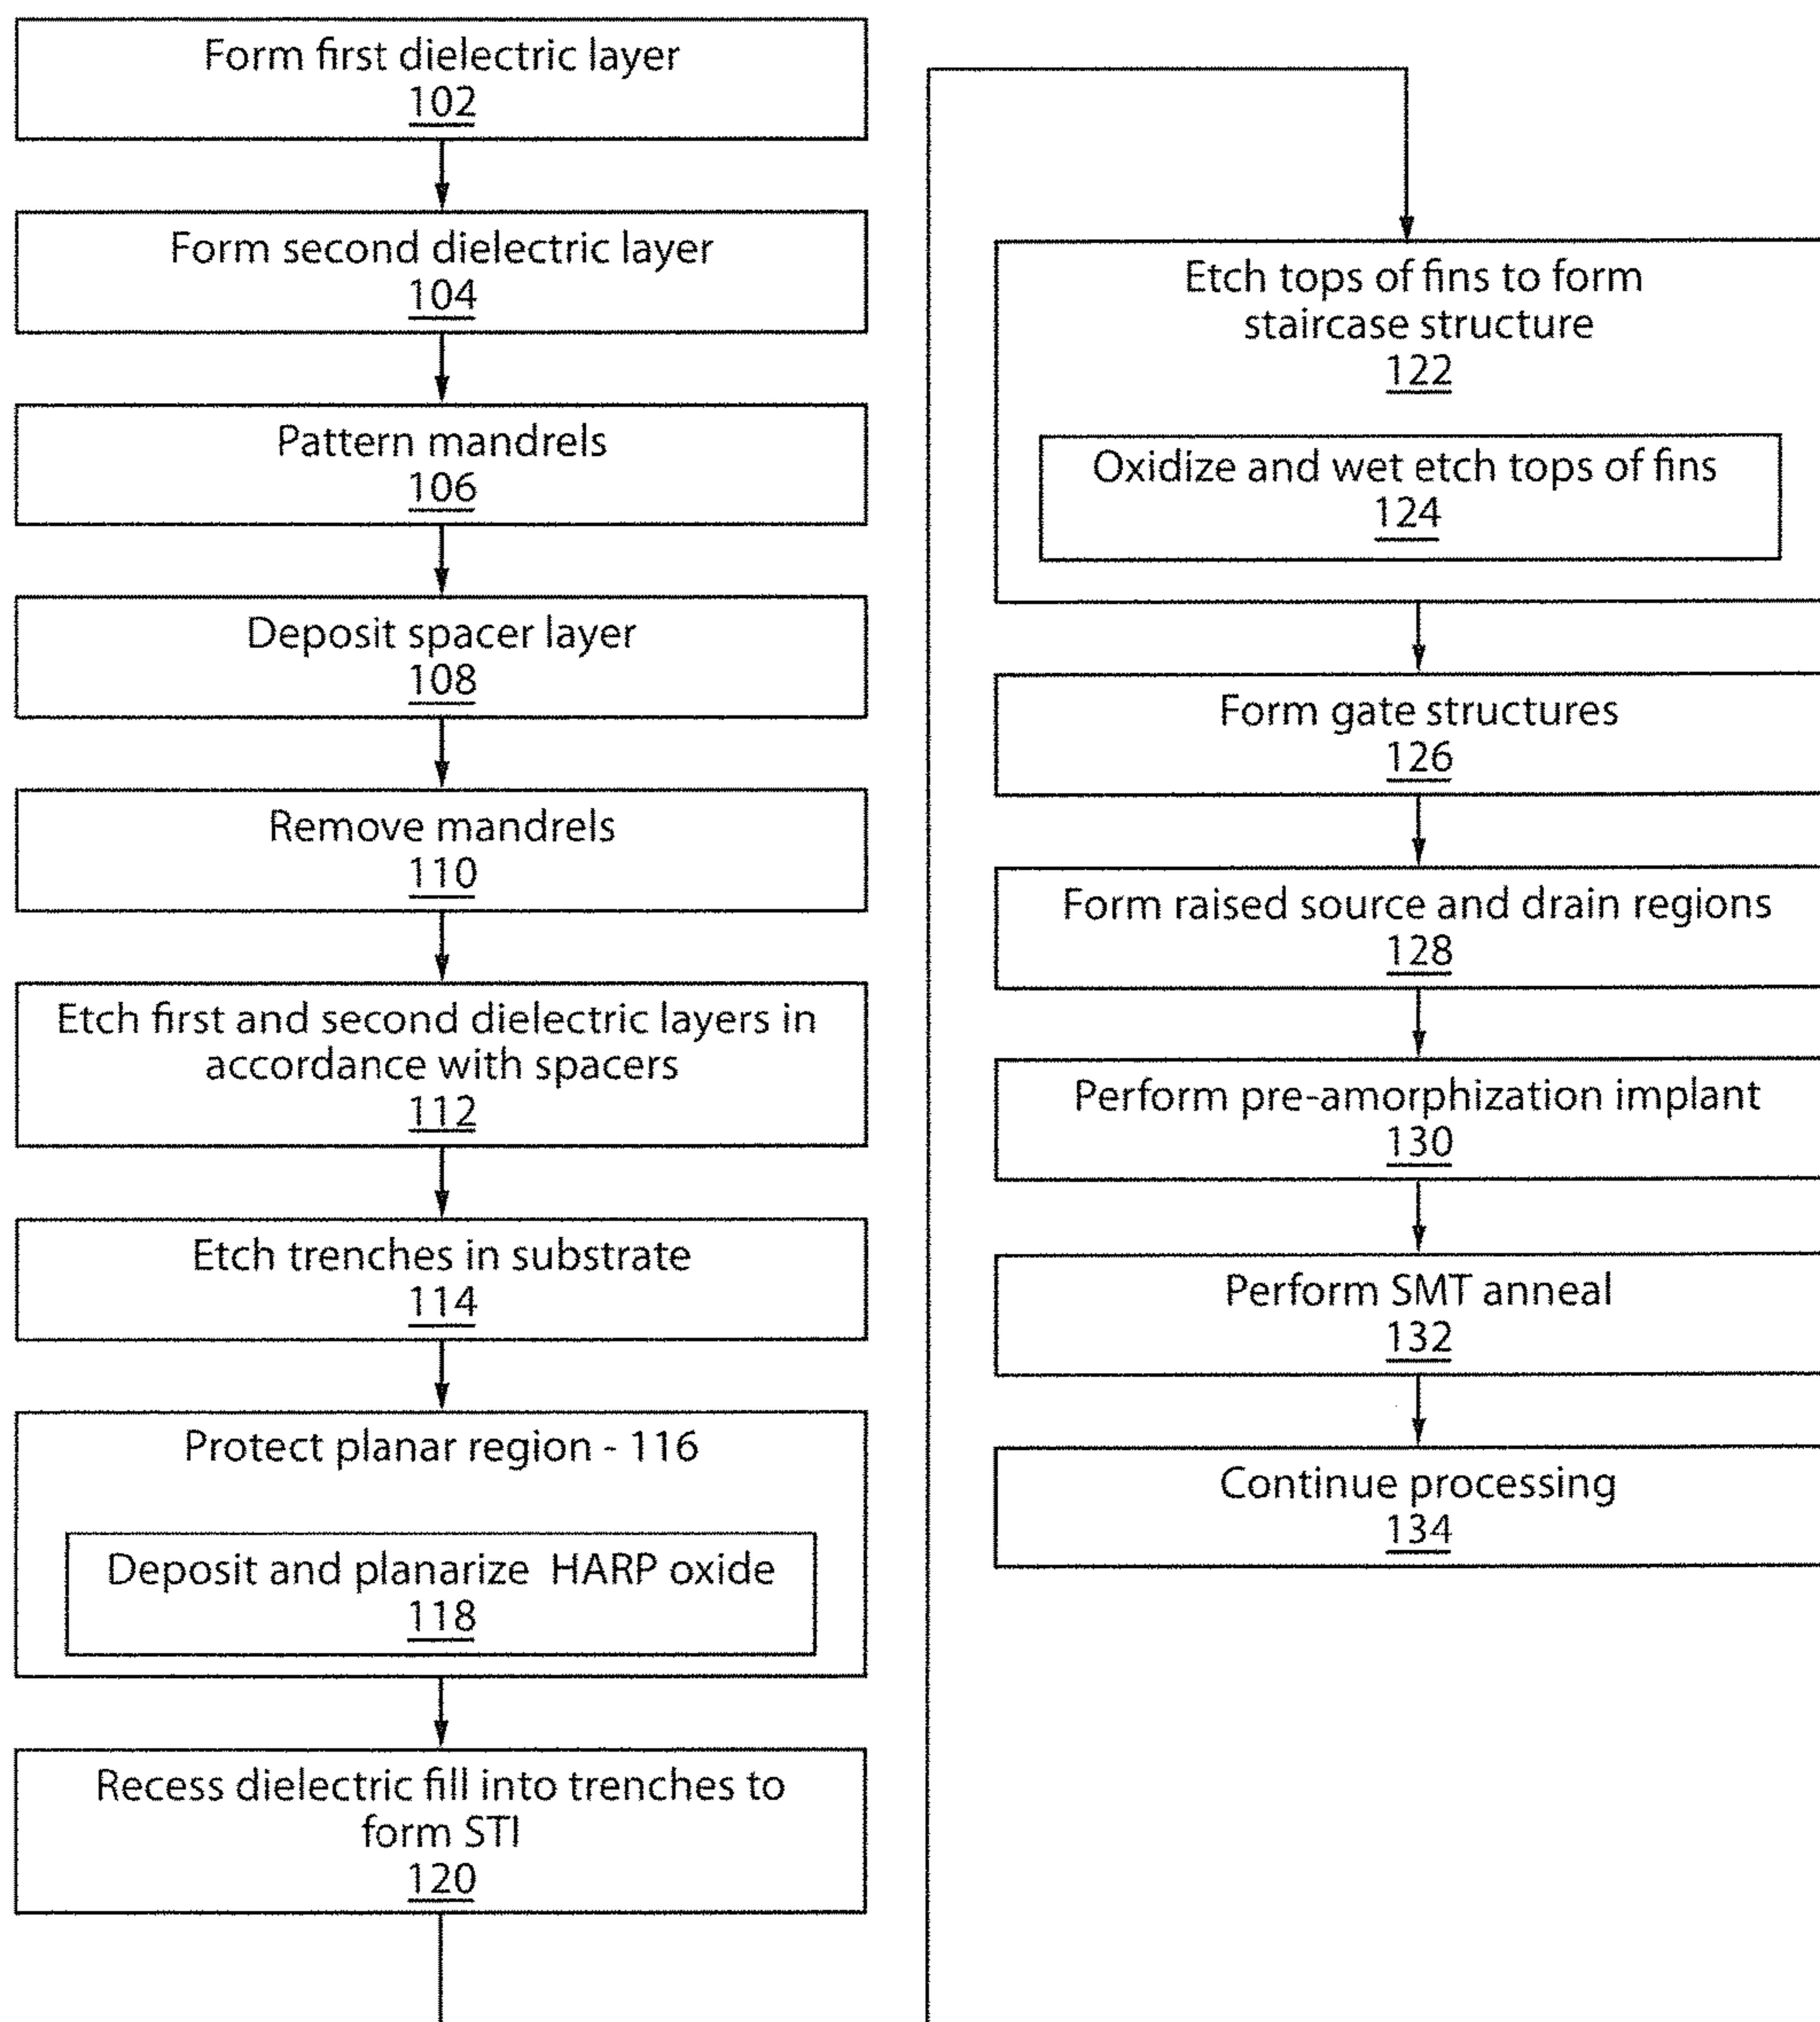 Form first dielectric layer
102
Form second dielectric layer
104
Pattern mandrels
106
Deposit spacer layer
108
Remove mandrels
110
Etch first and second dielectric layers in
accordance with spacers
112
Etch trenches in substrate
114
Protect planar region - 116
Deposit and planarize HARP oxide
118
Recess dielectric fill into trenches to
form STI
120
Etch tops of fins to form
staircase structure
122
Oxidize and wet etch tops of fins
124
Form gate structures
126
Form raised source and drain regions
128
Perform pre-amorphization implant
130
Perform SMT anneal
132
Continue processing
134